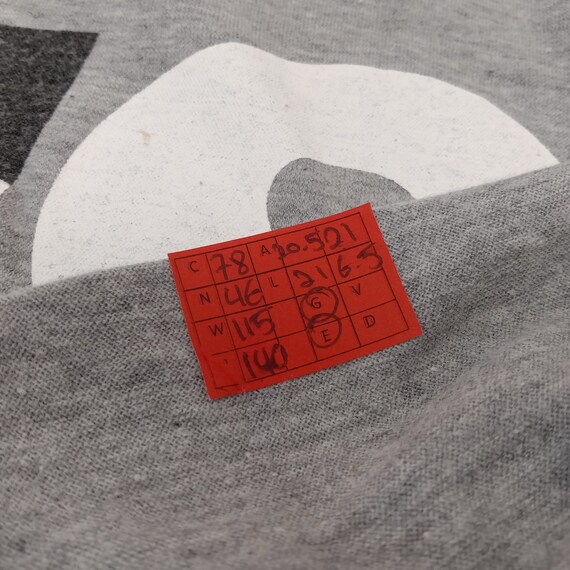 C 78 A 20.5 21
N 46 L 21 6.5
W 115 G V
' 140 E D